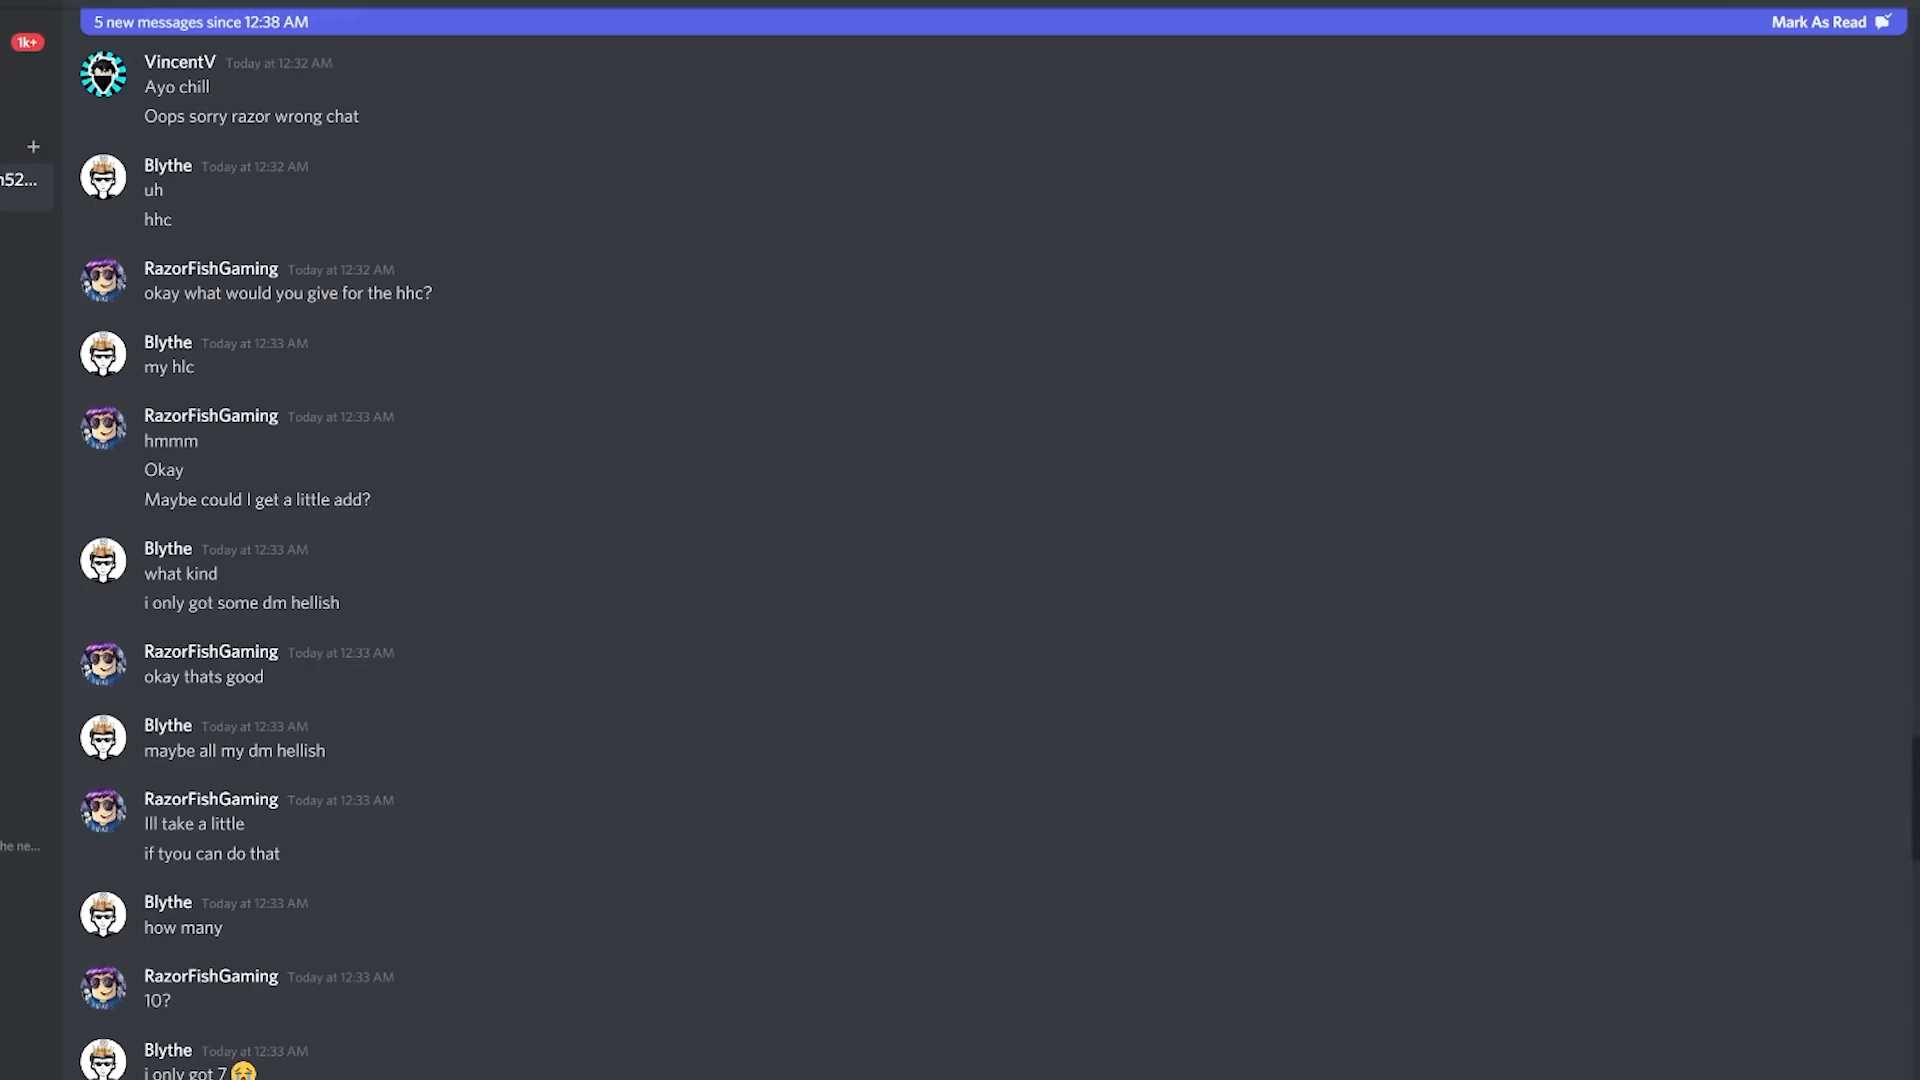 5 new messages since 12:38 AM
Mark As Read
1k+
VincentV Today at 12:32 AM
Ayo chill
Oops sorry razor wrong chat
+
Blythe Today at 12:32 AM
n52...
uh
hhc
RazorFishGaming Today at 12:32 AM
okay what would you give for the hhc?
Blythe Today at 12:33 AM
my hlc
RazorFishGaming Today at 12:33 AM
hmmm
Okay
Maybe could I get a little add?
Blythe Today at 12:33 AM
what kind
i only got some dm hellish
RazorFishGaming Today at 12:33 AM
okay thats good
Blythe Today at 12:33 AM
maybe all my dm hellish
RazorFishGaming Today at 12:33 AM
Ill take a little
he ne...
if tyou can do that
Blythe Today at 12:33 AM
how many
RazorFishGaming Today at 12:33 AM
10?
Blythe Today at 12:33 AM
i only got 7 😭